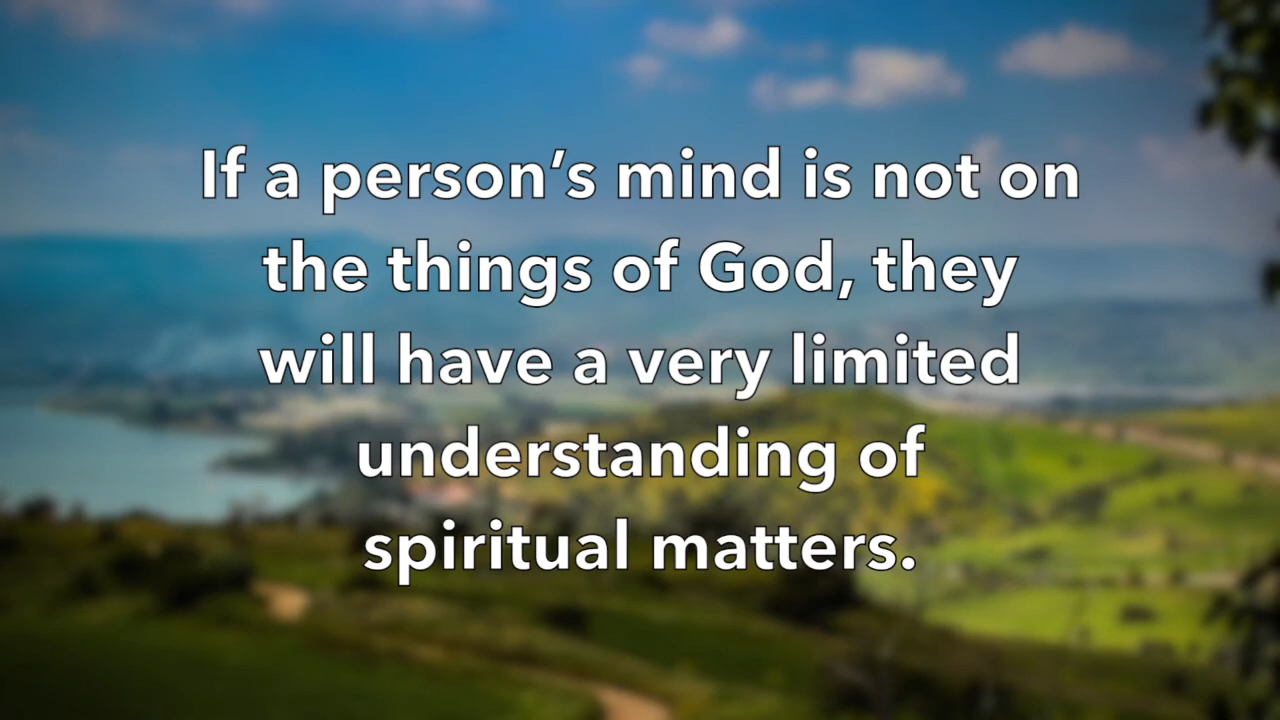 If a person’s mind is not on
the things of God, they
will have a very limited
understanding of
spiritual matters.